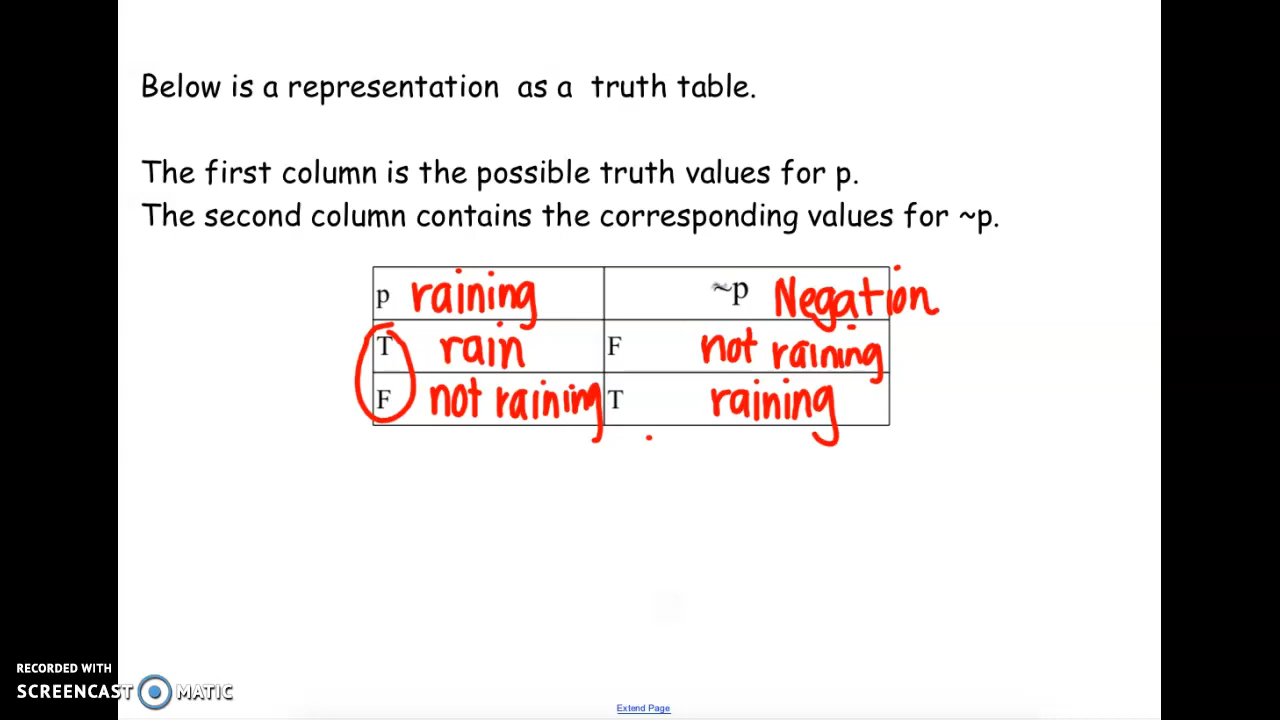 Below is a representation as a truth table.
The first column is the possible truth values for p.
The second column contains the corresponding values for ~p.
p raining ~p Negation
T rain F not raining
F not raining T raining
RECORDED WITH
SCREENCAST MATIC
Extend Page